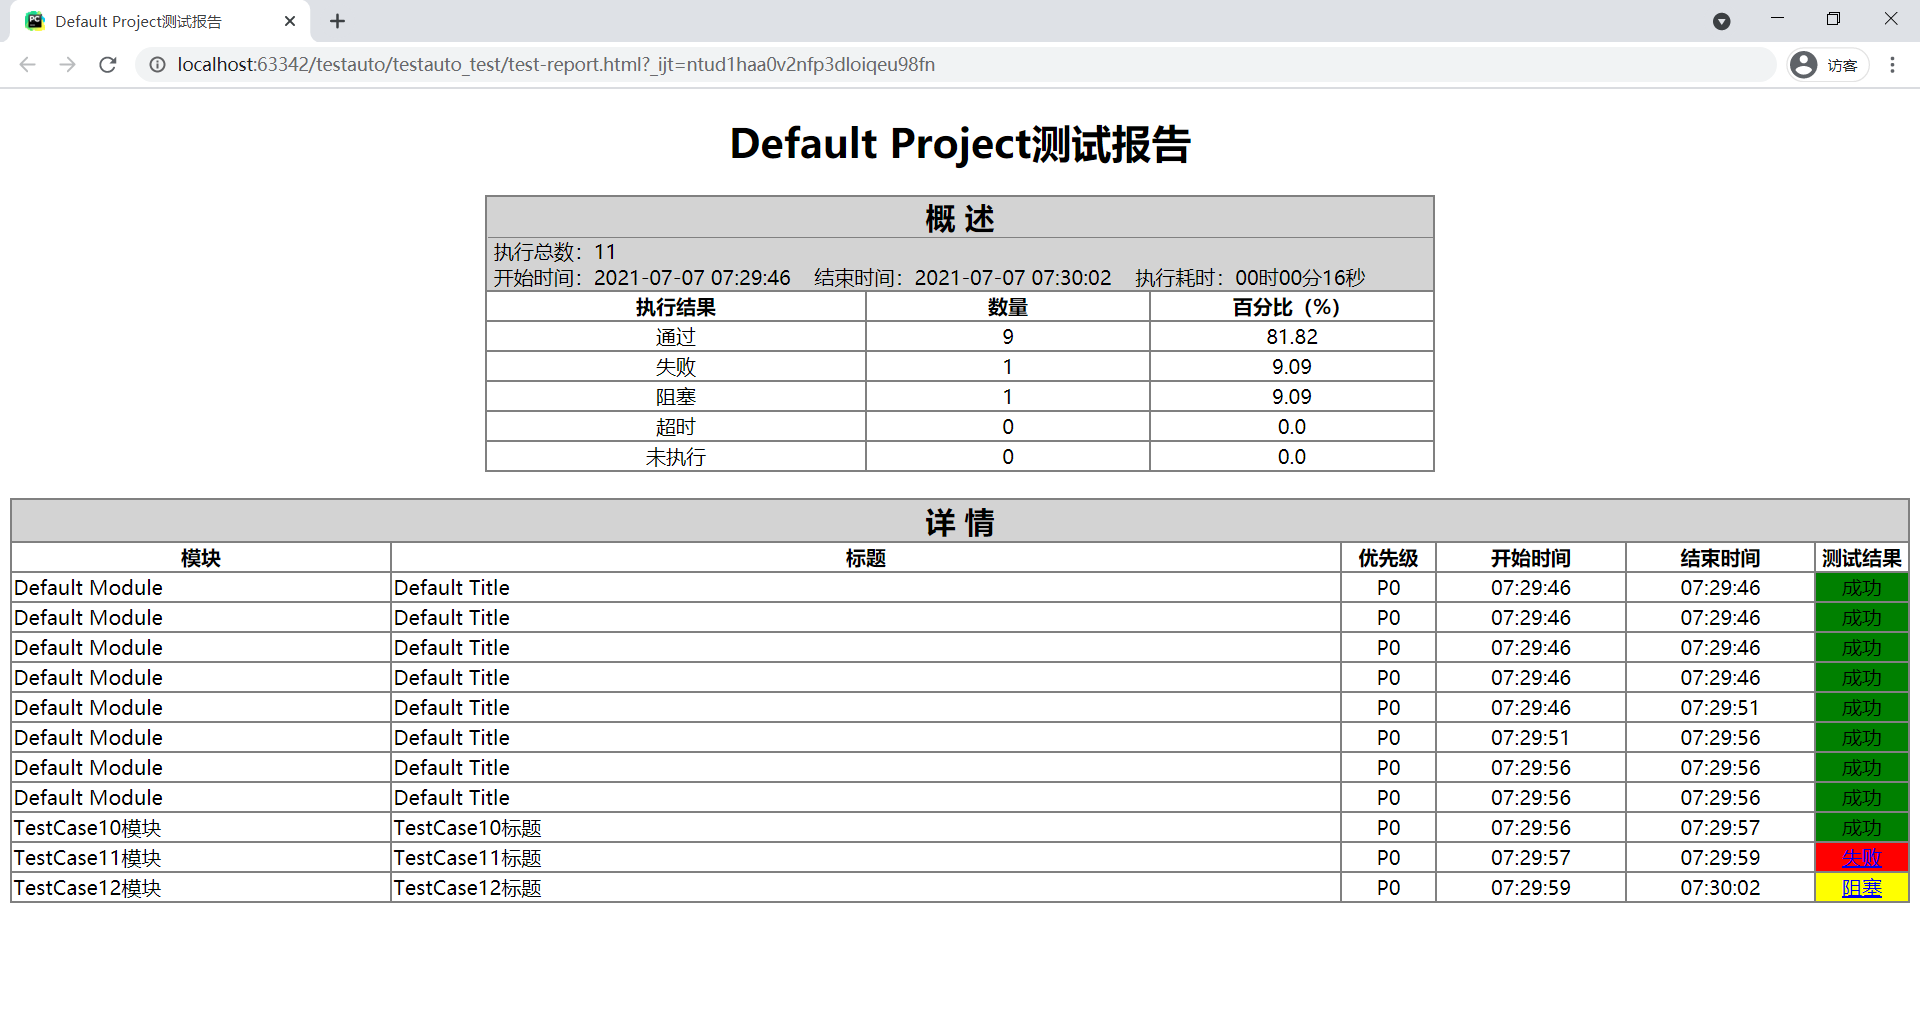 Default Project测试报告
localhost:63342/testauto/testauto_test/test-report.html?_ijt=ntud1haa0v2nfp3dloiqeu98fn
访客
Default Project测试报告
概 述
执行总数：11
开始时间：2021-07-07 07:29:46 结束时间：2021-07-07 07:30:02 执行耗时：00时00分16秒
执行结果 数量 百分比（%）
通过 9 81.82
失败 1 9.09
阻塞 1 9.09
超时 0 0.0
未执行 0 0.0
详 情
模块 标题 优先级 开始时间 结束时间 测试结果
Default Module Default Title P0 07:29:46 07:29:46 成功
Default Module Default Title P0 07:29:46 07:29:46 成功
Default Module Default Title P0 07:29:46 07:29:46 成功
Default Module Default Title P0 07:29:46 07:29:46 成功
Default Module Default Title P0 07:29:46 07:29:51 成功
Default Module Default Title P0 07:29:51 07:29:56 成功
Default Module Default Title P0 07:29:56 07:29:56 成功
Default Module Default Title P0 07:29:56 07:29:56 成功
TestCase10模块 TestCase10标题 P0 07:29:56 07:29:57 成功
TestCase11模块 TestCase11标题 P0 07:29:57 07:29:59 失败
TestCase12模块 TestCase12标题 P0 07:29:59 07:30:02 阻塞